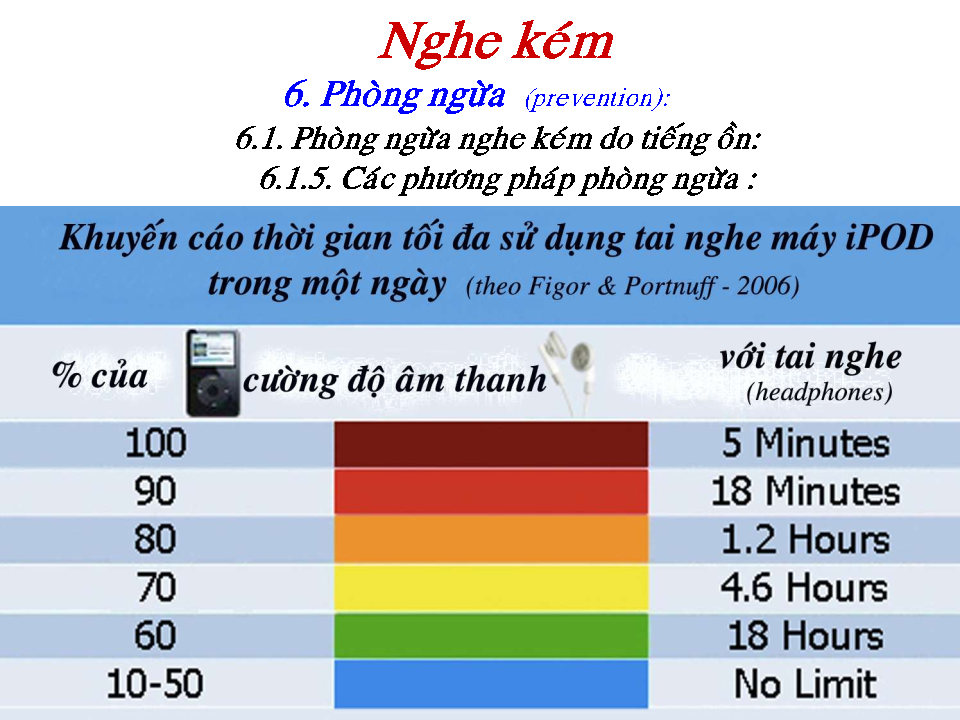 Nghe kém
6. Phòng ngừa (prevention):
6.1. Phòng ngừa nghe kém do tiếng ồn:
6.1.5. Các phương pháp phòng ngừa :
Khuyến cáo thời gian tối đa sử dụng tai nghe máy iPOD
trong một ngày (theo Figor & Portnuff - 2006)
% của cường độ âm thanh với tai nghe
(headphones)
100 5 Minutes
90 18 Minutes
80 1.2 Hours
70 4.6 Hours
60 18 Hours
10-50 No Limit